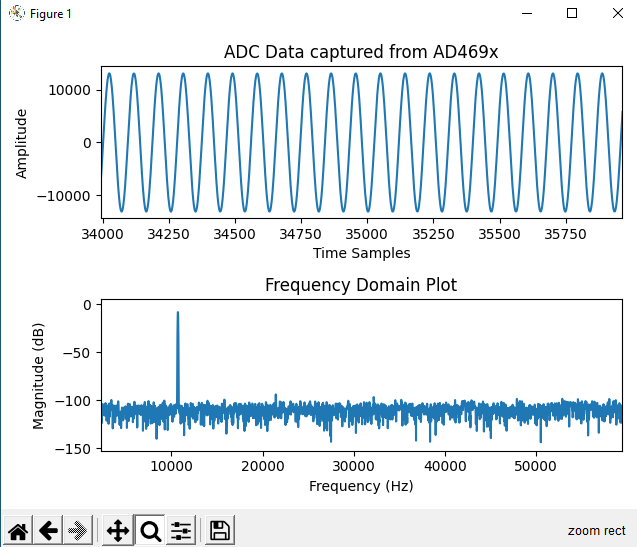 Figure 1
ADC Data captured from AD469x
10000
0
−10000
Amplitude
34000 34250 34500 34750 35000 35250 35500 35750
Time Samples
Frequency Domain Plot
0
−50
−100
−150
Magnitude (dB)
10000 20000 30000 40000 50000
Frequency (Hz)
zoom rect